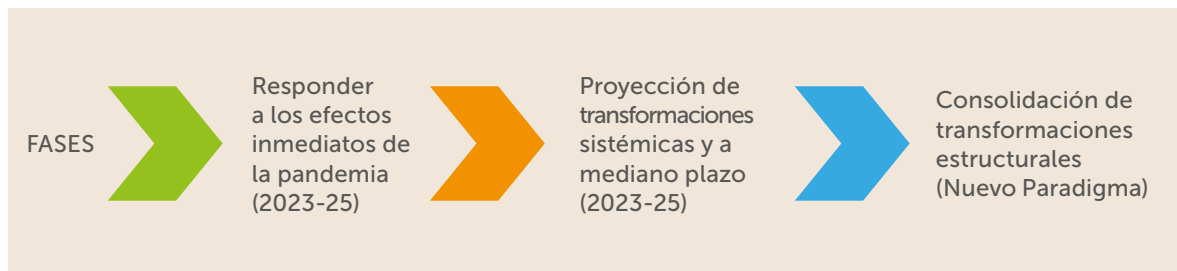 FASES
Responder
a los efectos
inmediatos de
la pandemia
(2023-25)
Proyección de
transformaciones
sistémicas y a
mediano plazo
(2023-25)
Consolidación de
transformaciones
estructurales
(Nuevo Paradigma)